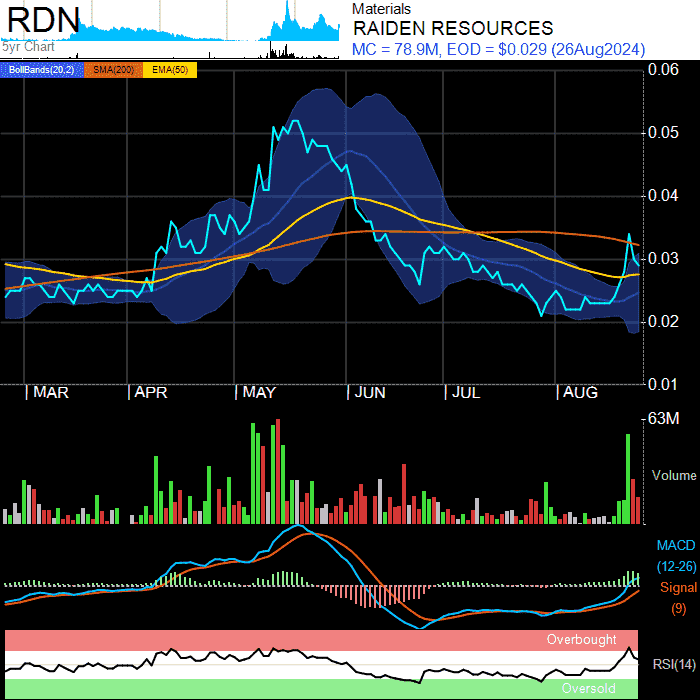 RDN
5yr Chart
Materials
RAIDEN RESOURCES
MC = 78.9M, EOD = $0.029 (26Aug2024)
BollBands(20,2) SMA(200) EMA(50)
0.06
0.05
0.04
0.03
0.02
0.01
MAR APR MAY JUN JUL AUG
63M
Volume
MACD
(12-26)
Signal
(9)
Overbought
RSI(14)
Oversold